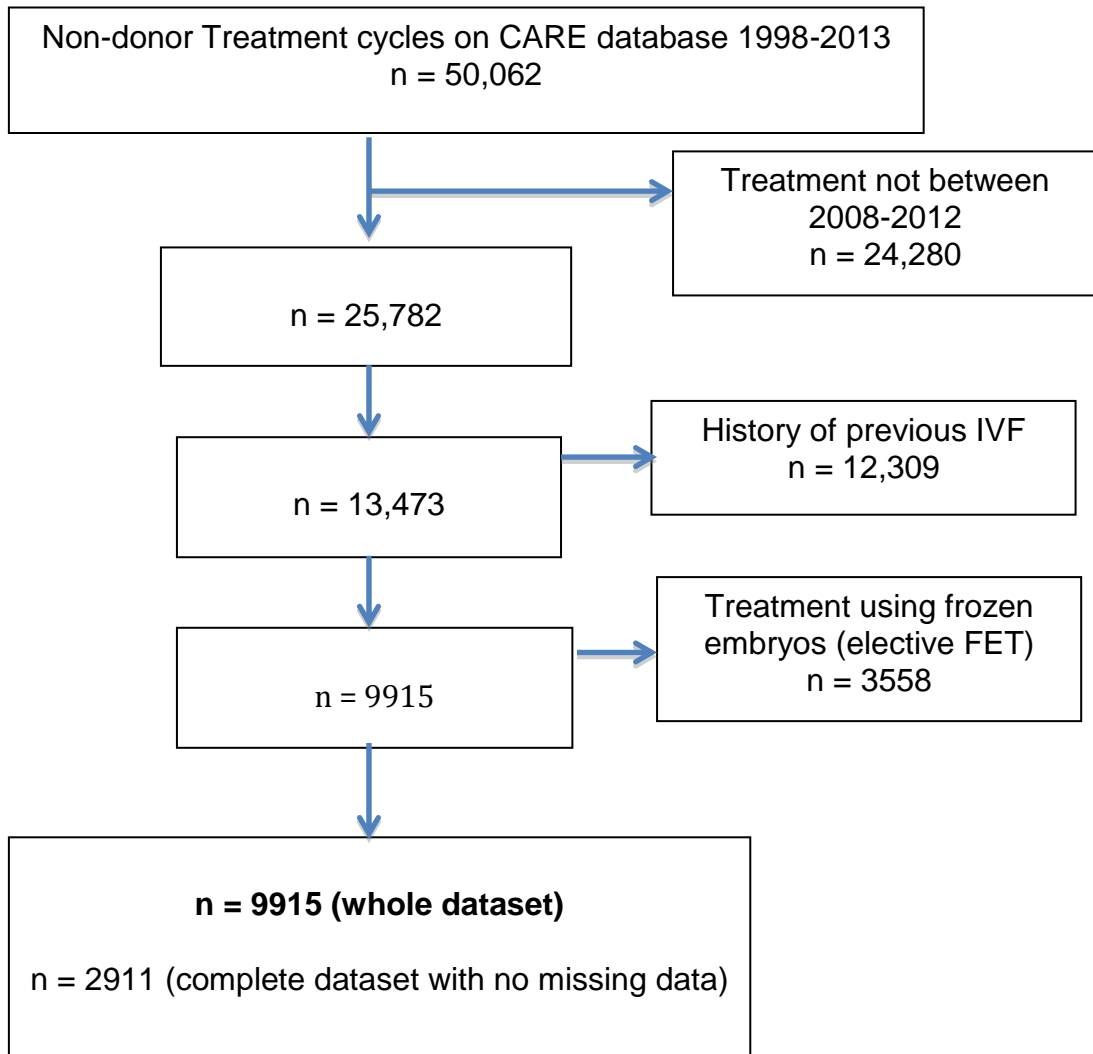 Non-donor Treatment cycles on CARE database 1998-2013
n = 50,062
Treatment not between
2008-2012
n = 24,280
n = 25,782
History of previous IVF
n = 12,309
n = 13,473
Treatment using frozen
embryos (elective FET)
n = 3558
n = 9915
n = 9915 (whole dataset)
n = 2911 (complete dataset with no missing data)